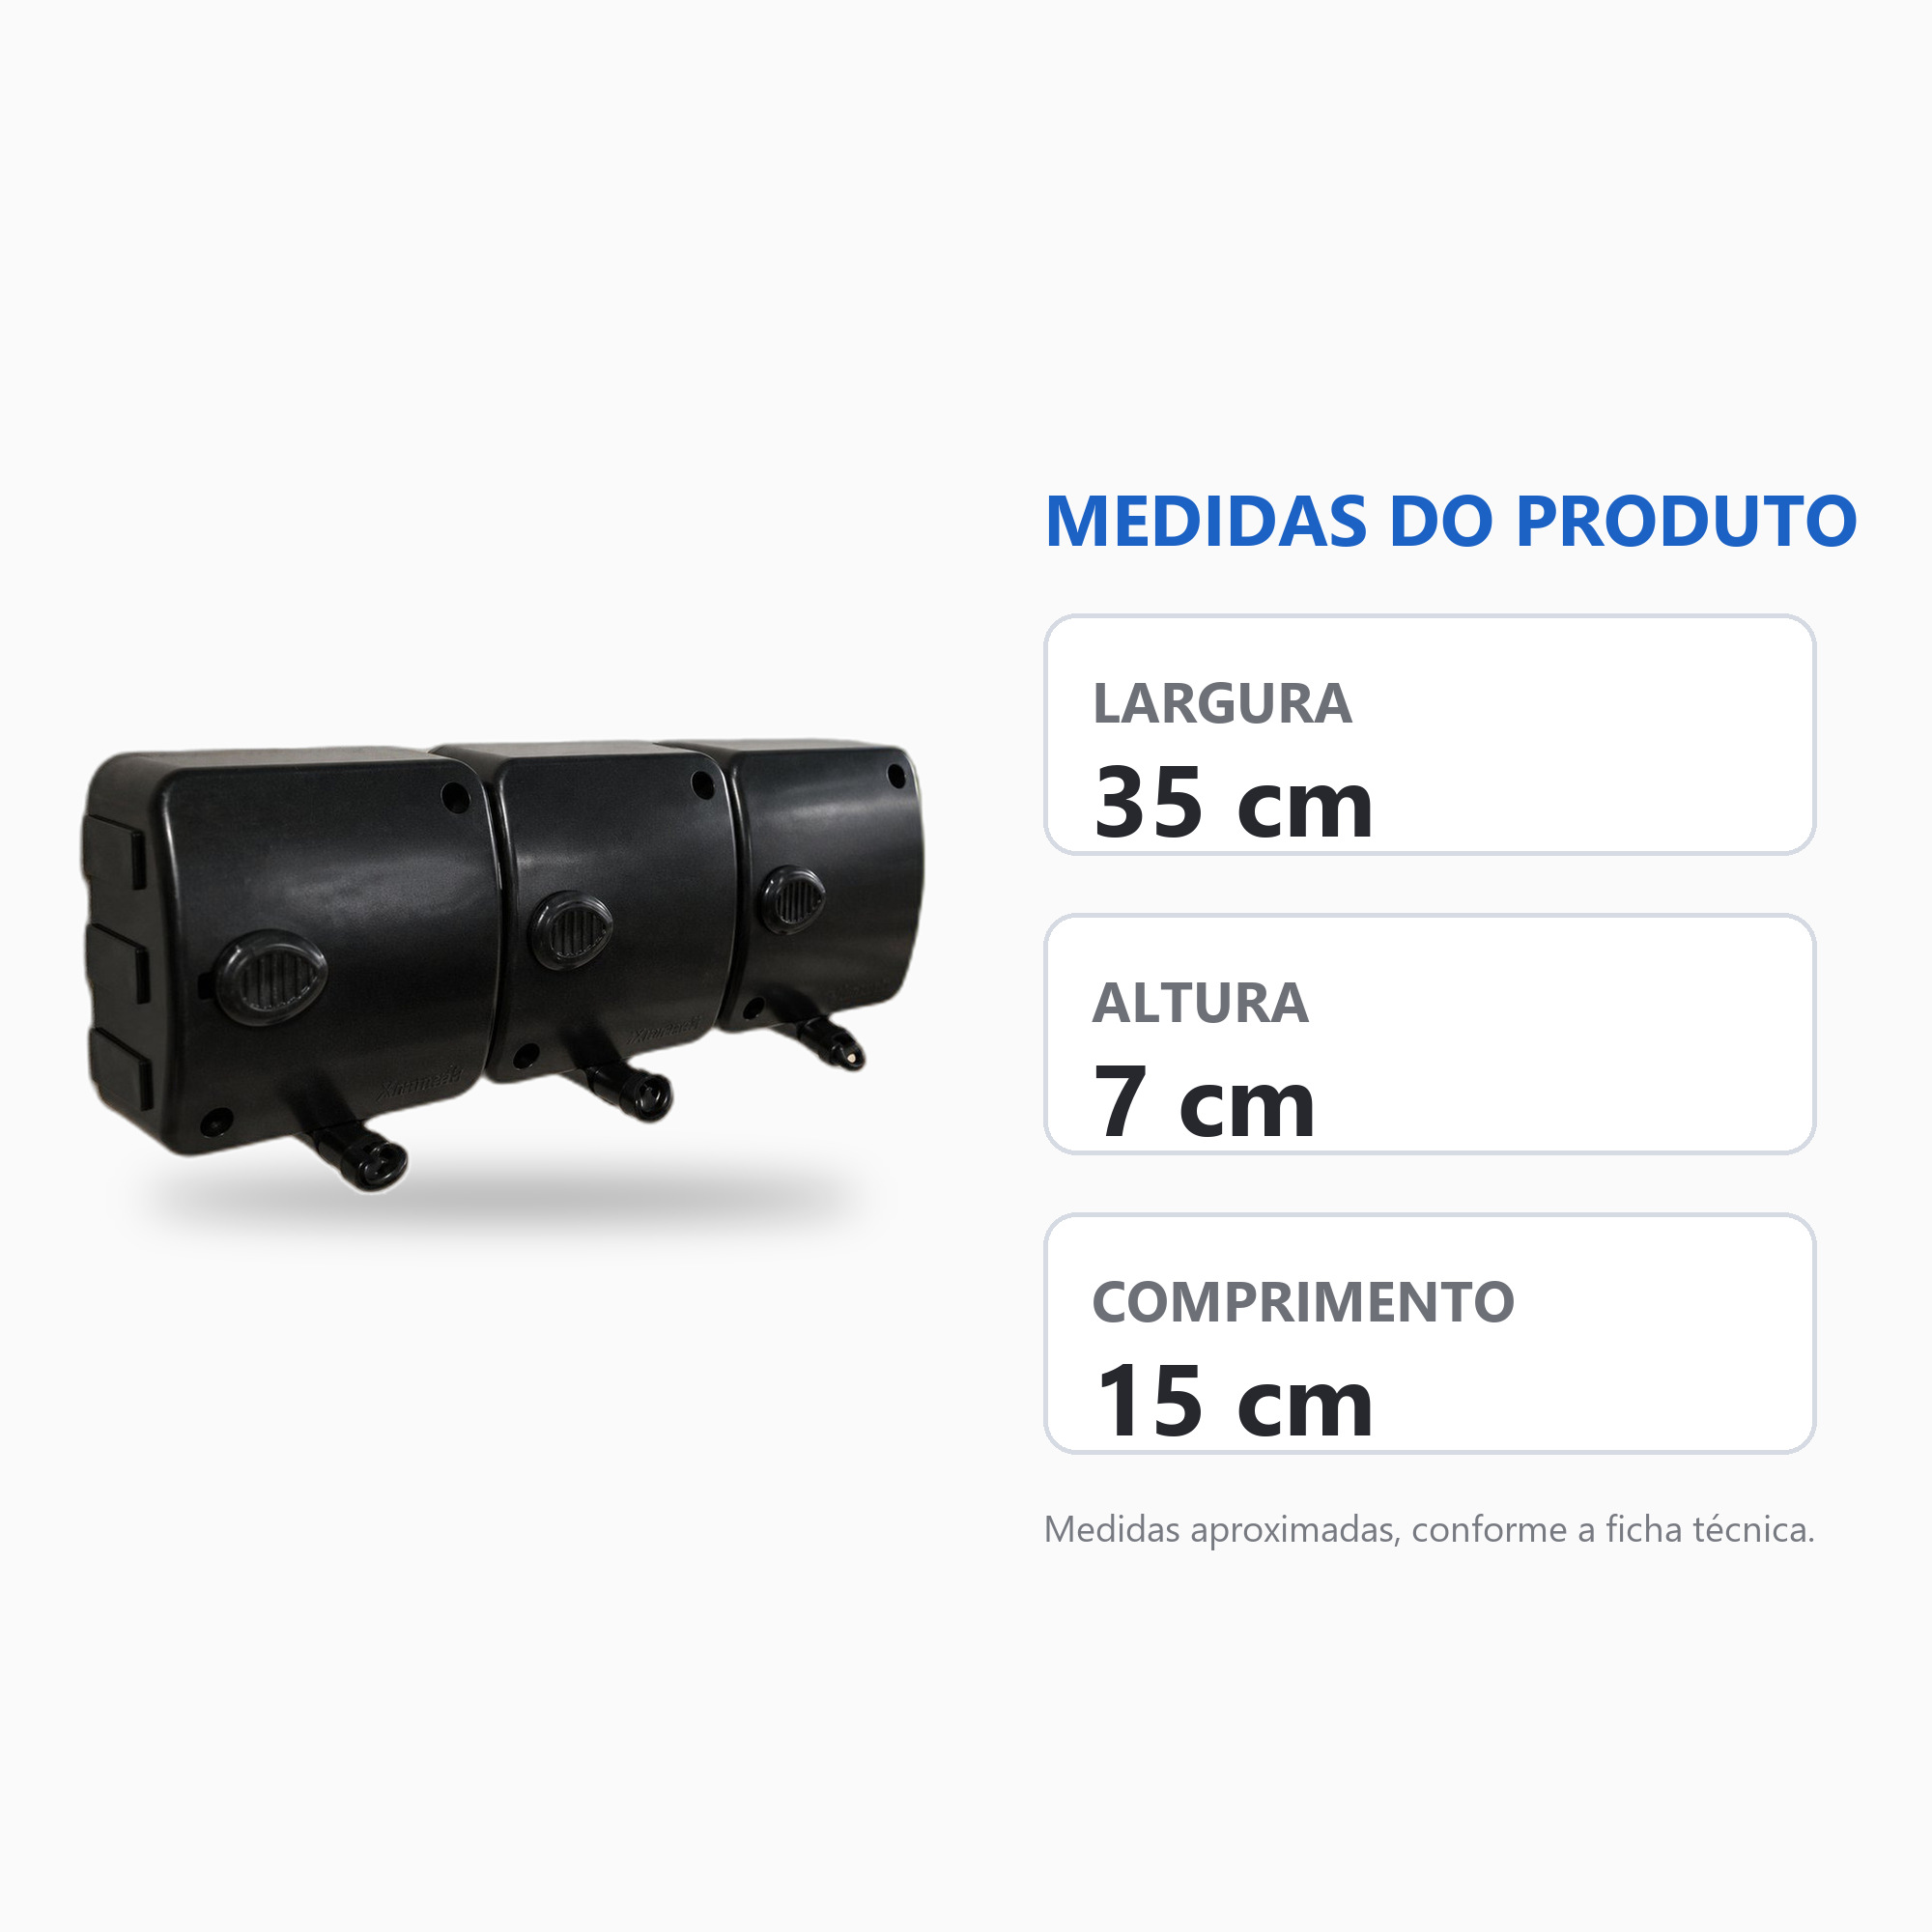 MEDIDAS DO PRODUTO
LARGURA
35 cm
ALTURA
7 cm
COMPRIMENTO
15 cm
Medidas aproximadas, conforme a ficha técnica.